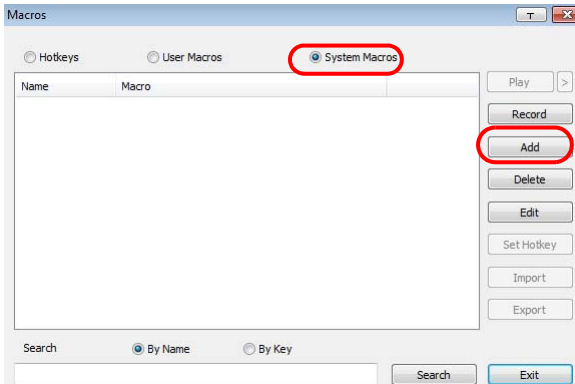 Macros
Hotkeys User Macros System Macros
Name Macro
Play >
Record
Add
Delete
Edit
Set Hotkey
Import
Export
Search By Name By Key
Search Exit